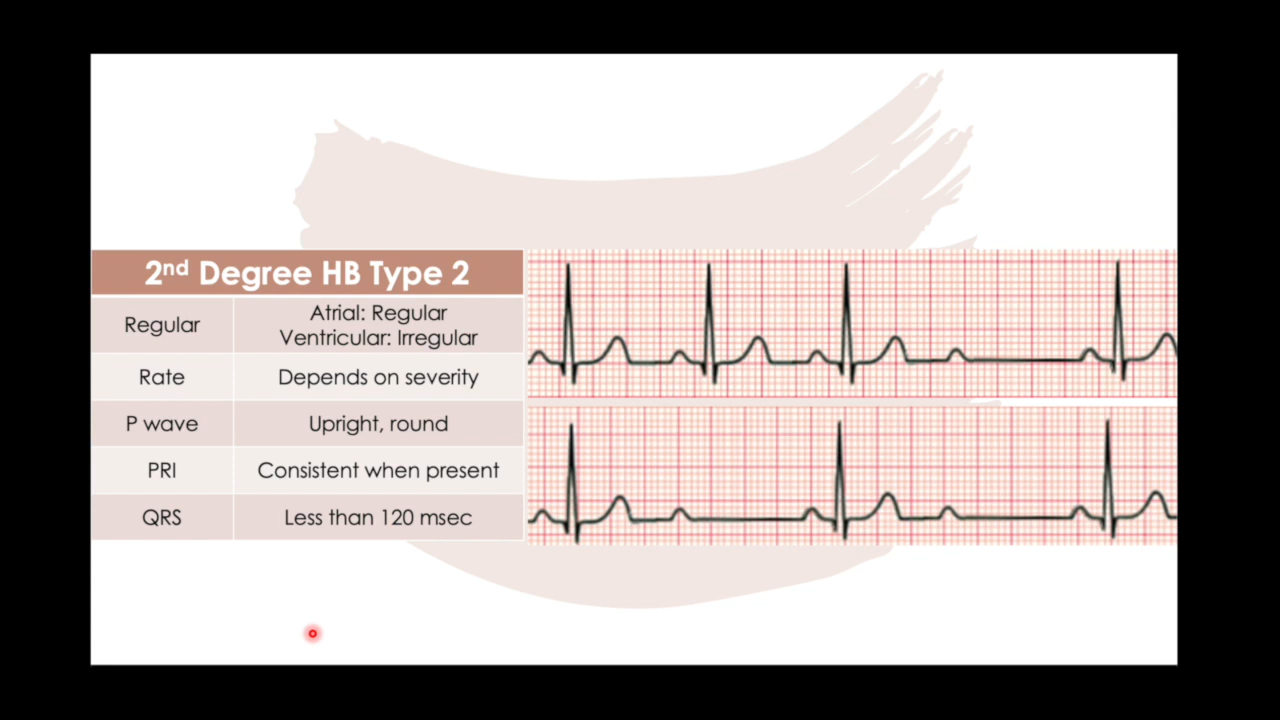 2nd Degree HB Type 2
Regular
Atrial: Regular
Ventricular: Irregular
Rate
Depends on severity
P wave
Upright, round
PRI
Consistent when present
QRS
Less than 120 msec